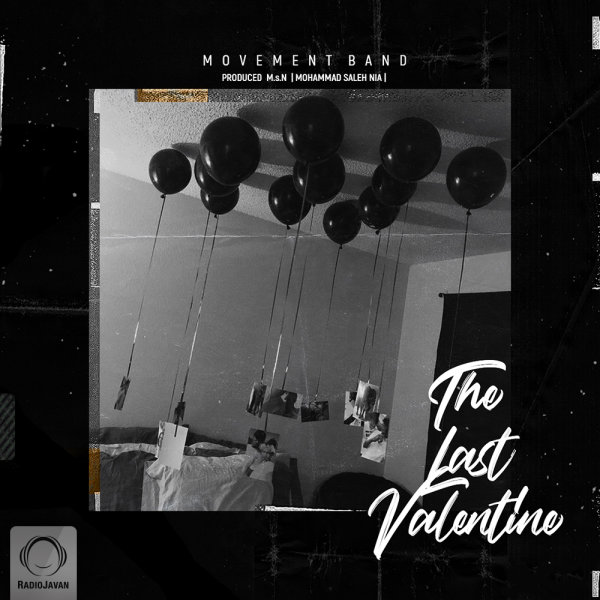 MOVEMENT BAND
PRODUCED M.s.N | MOHAMMAD SALEH NIA |
The
Last
Valentine
RADIOJAVAN